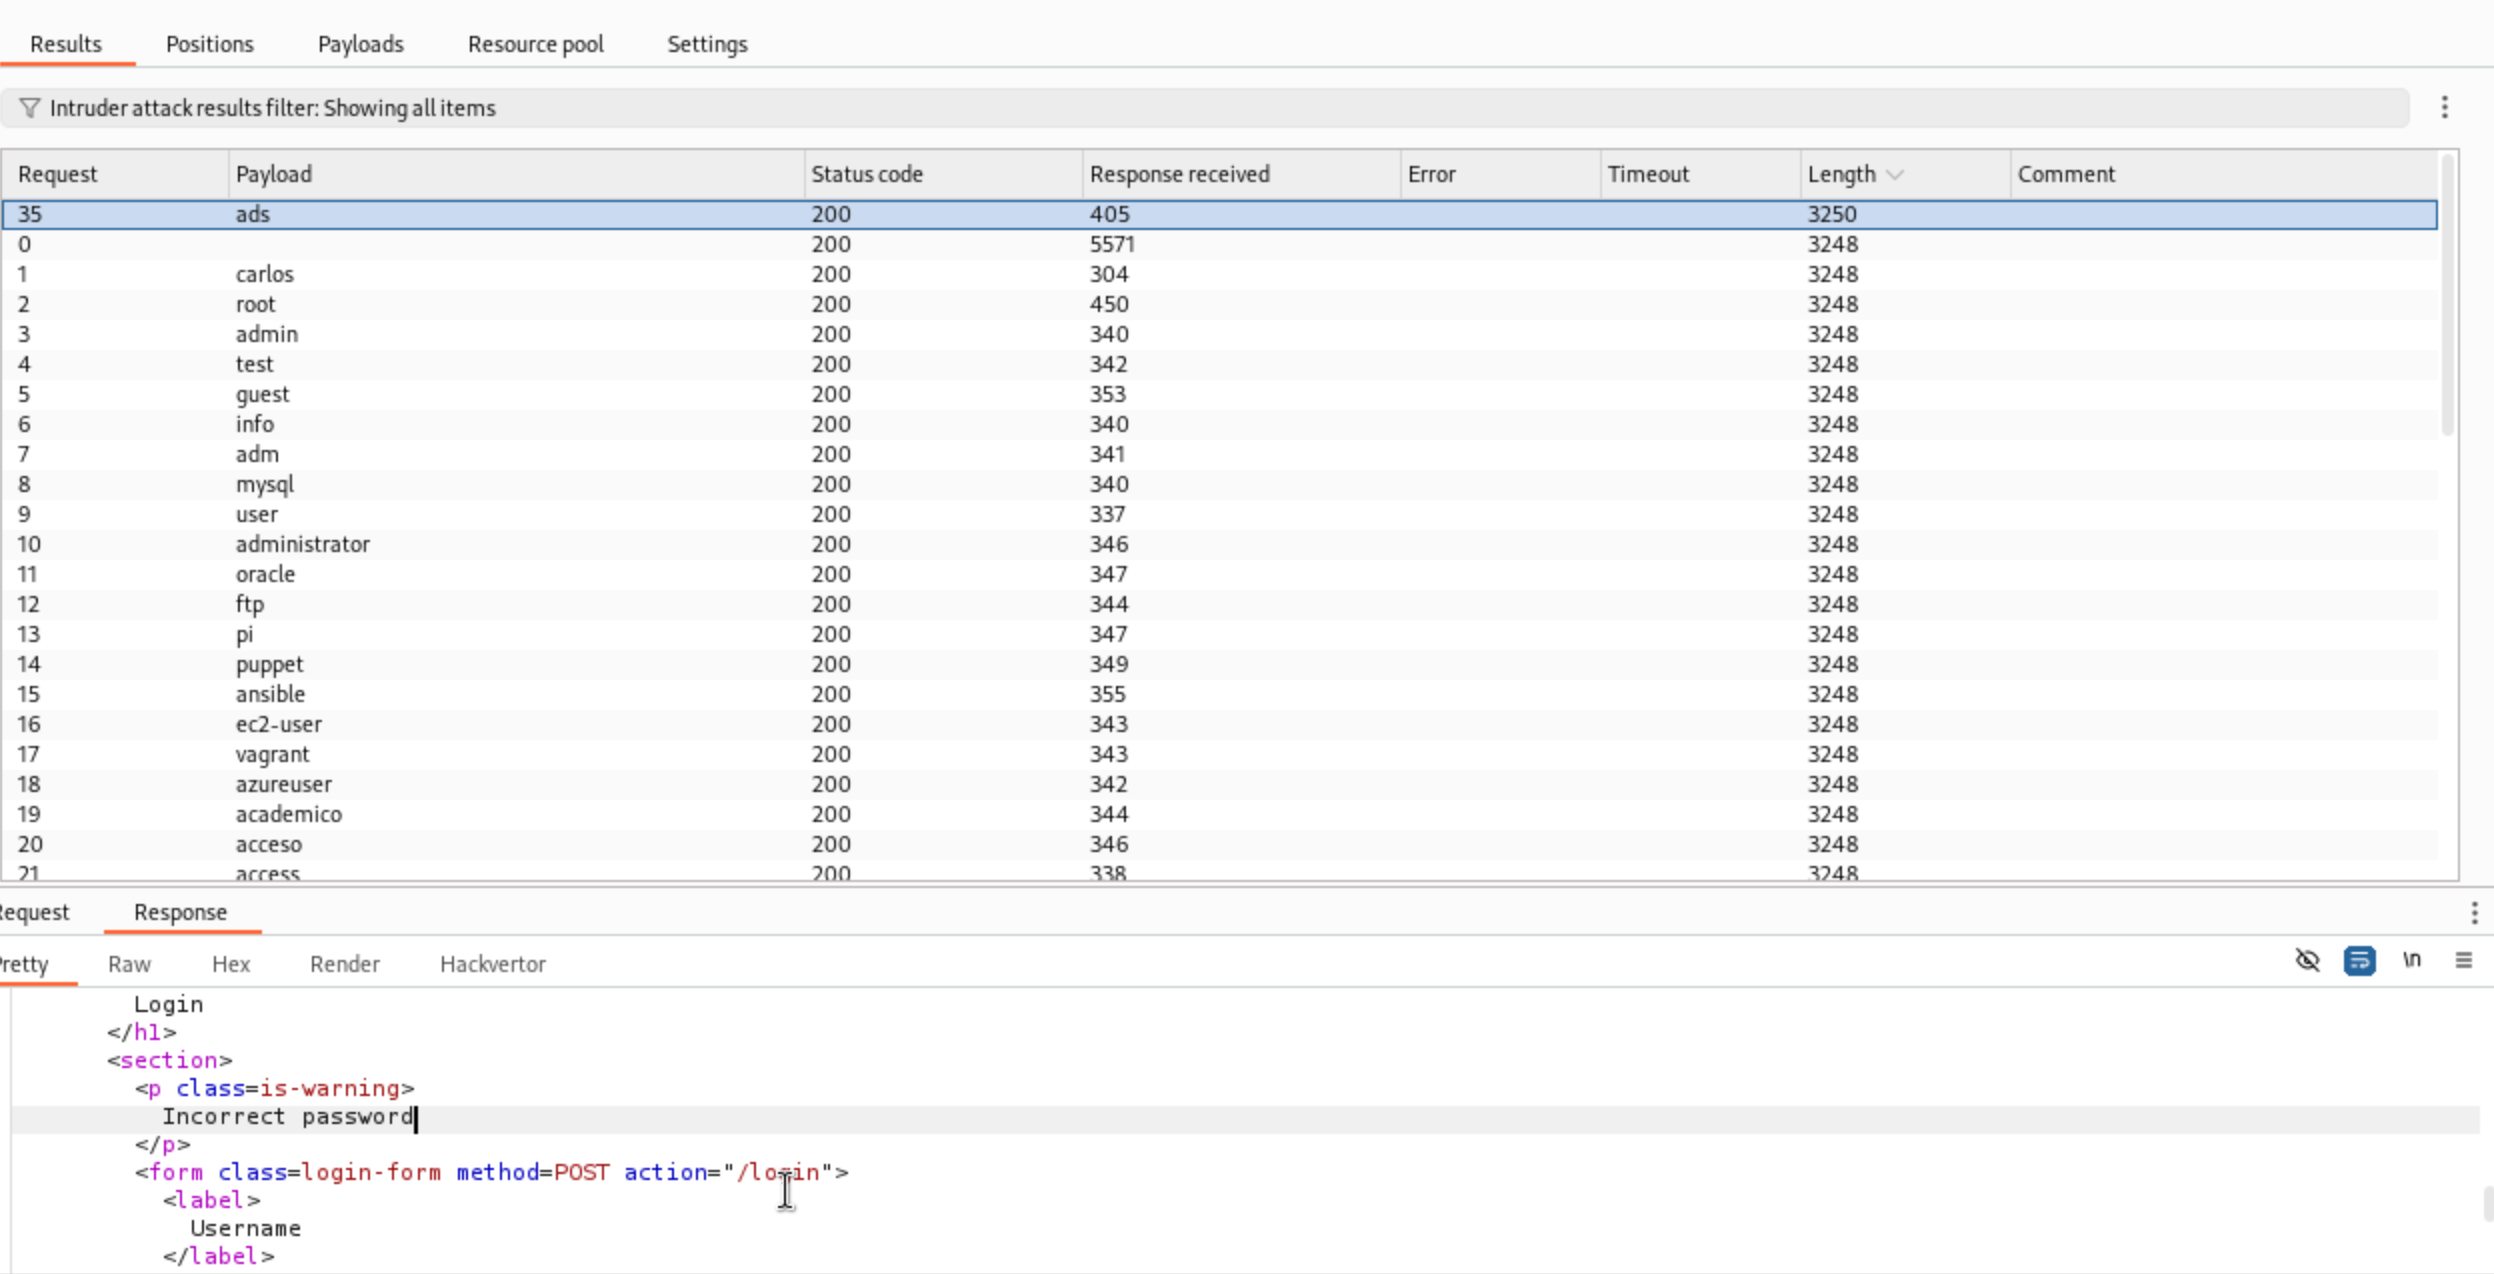 Results Positions Payloads Resource pool Settings
Intruder attack results filter: Showing all items
Request Payload Status code Response received Error Timeout Length Comment
35 ads 200 405 3250
0 200 5571 3248
1 carlos 200 304 3248
2 root 200 450 3248
3 admin 200 340 3248
4 test 200 342 3248
5 guest 200 353 3248
6 info 200 340 3248
7 adm 200 341 3248
8 mysql 200 340 3248
9 user 200 337 3248
10 administrator 200 346 3248
11 oracle 200 347 3248
12 ftp 200 344 3248
13 pi 200 347 3248
14 puppet 200 349 3248
15 ansible 200 355 3248
16 ec2-user 200 343 3248
17 vagrant 200 343 3248
18 azureuser 200 342 3248
19 academico 200 344 3248
20 acceso 200 346 3248
21 access 200 338 3248
Request Response
Pretty Raw Hex Render Hackvertor \n
Login
</h1>
<section>
<p class=is-warning>
Incorrect password
</p>
<form class=login-form method=POST action="/login">
<label>
Username
</label>